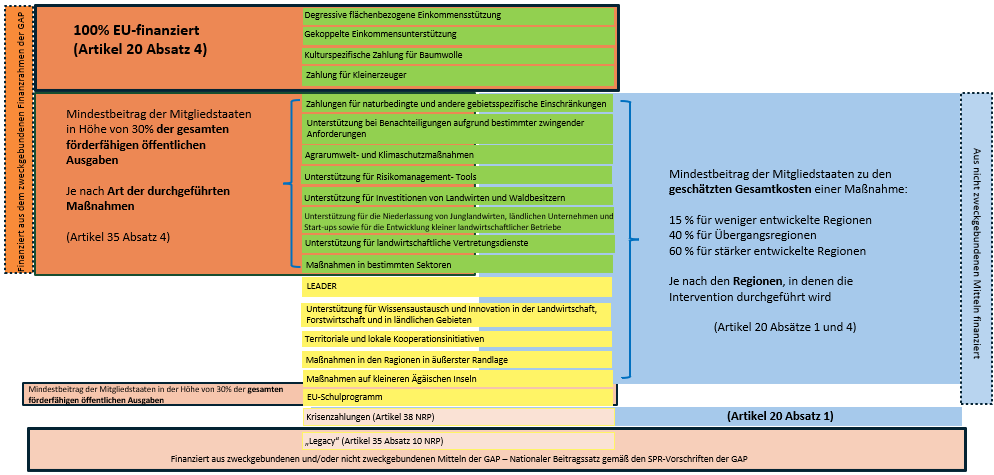 Finanziert aus dem zweckgebundenen Finanzrahmen der GAP
100% EU-finanziert
(Artikel 20 Absatz 4)
Degressive flächenbezogene Einkommensstützung
Gekoppelte Einkommensunterstützung
Kulturspezifische Zahlung für Baumwolle
Zahlung für Kleinerzeuger
Mindestbeitrag der Mitgliedstaaten
in Höhe von 30% der gesamten
förderfähigen öffentlichen
Ausgaben
Je nach Art der durchgeführten
Maßnahmen
(Artikel 35 Absatz 4)
Zahlungen für naturbedingte und andere gebietsspezifische Einschränkungen
Unterstützung bei Benachteiligungen aufgrund bestimmter zwingender
Anforderungen
Agrarumwelt- und Klimaschutzmaßnahmen
Unterstützung für Risikomanagement- Tools
Unterstützung für Investitionen von Landwirten und Waldbesitzern
Unterstützung für die Niederlassung von Junglandwirten, ländlichen Unternehmen und
Start-ups sowie für die Entwicklung kleiner landwirtschaftlicher Betriebe
Unterstützung für landwirtschaftliche Vertretungsdienste
Maßnahmen in bestimmten Sektoren
LEADER
Unterstützung für Wissensaustausch und Innovation in der Landwirtschaft,
Forstwirtschaft und in ländlichen Gebieten
Territoriale und lokale Kooperationsinitiativen
Maßnahmen in den Ragionen in äußerster Randlage
Maßnahmen auf kleineren Ägäischen Inseln
EU-Schulprogramm
Mindestbeitrag der Mitgliedstaaten zu den
geschätzten Gesamtkosten einer Maßnahme:
15 % für weniger entwickelte Regionen
40 % für Übergangsregionen
60 % für stärker entwickelte Regionen
Je nach den Regionen, in denen die
Intervention durchgeführt wird
(Artikel 20 Absätze 1 und 4)
Aus nicht zweckgebundenen Mitteln finanziert
Mindestbeitrag der Mitgliedstaaten in der Höhe von 30% der gesamten
förderfähigen öffentlichen Ausgaben
Krisenzahlungen (Artikel 38 NRP)
(Artikel 20 Absatz 1)
„Legacy“ (Artikel 35 Absatz 10 NRP)
Finanziert aus zweckgebundenen und/oder nicht zweckgebundenen Mitteln der GAP – Nationaler Beitragssatz gemäß den SPR-Vorschriften der GAP